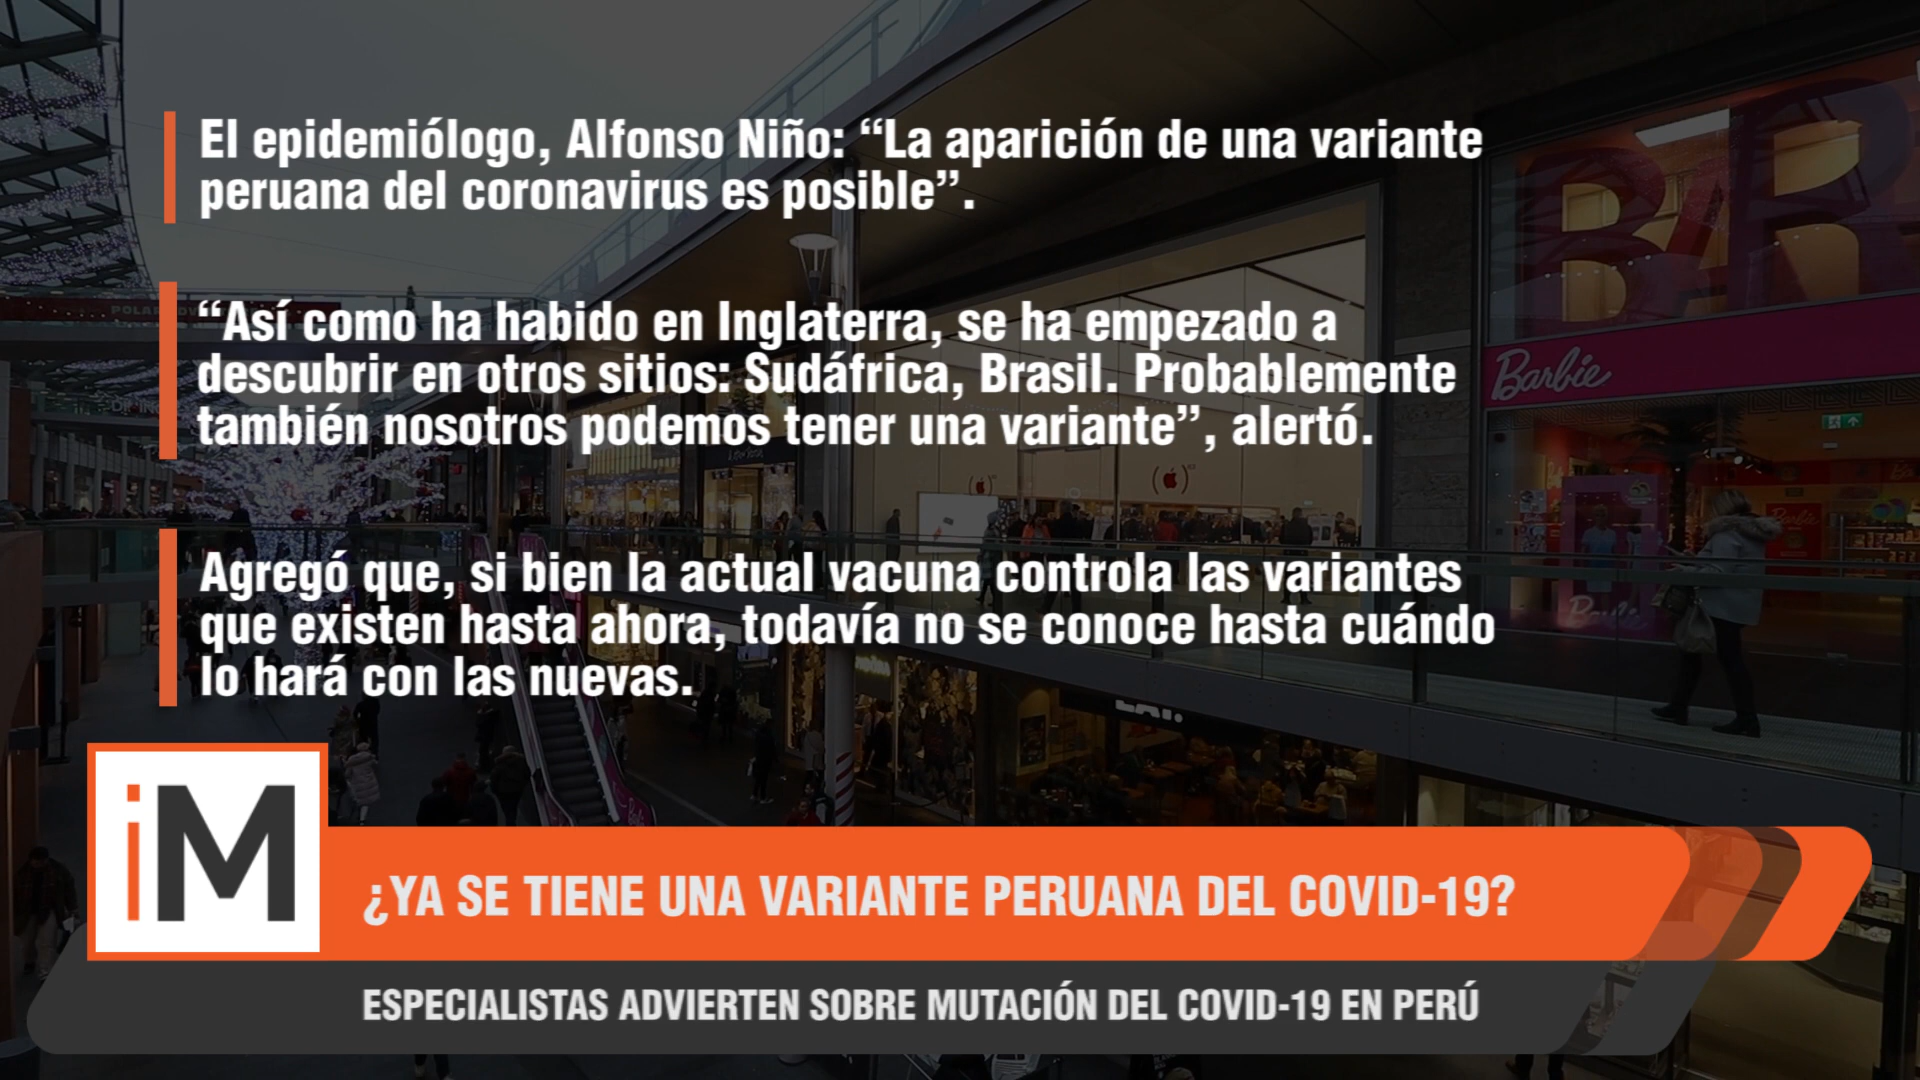 El epidemiólogo, Alfonso Niño: “La aparición de una variante
peruana del coronavirus es posible”.
“Así como ha habido en Inglaterra, se ha empezado a
descubrir en otros sitios: Sudáfrica, Brasil. Probablemente
también nosotros podemos tener una variante”, alertó.
Agregó que, si bien la actual vacuna controla las variantes
que existen hasta ahora, todavía no se conoce hasta cuándo
lo hará con las nuevas.
BAR
Barbie
iM
¿YA SE TIENE UNA VARIANTE PERUANA DEL COVID-19?
ESPECIALISTAS ADVIERTEN SOBRE MUTACIÓN DEL COVID-19 EN PERÚ